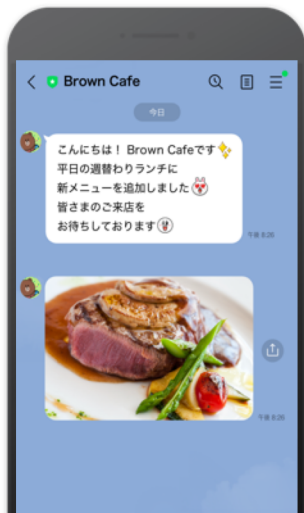 Brown Cafe
今日
こんにちは！ Brown Cafeです
平日の週替わりランチに
新メニューを追加しました
皆さまのご来店を
お待ちしております
午後 8:26
午後 8:26